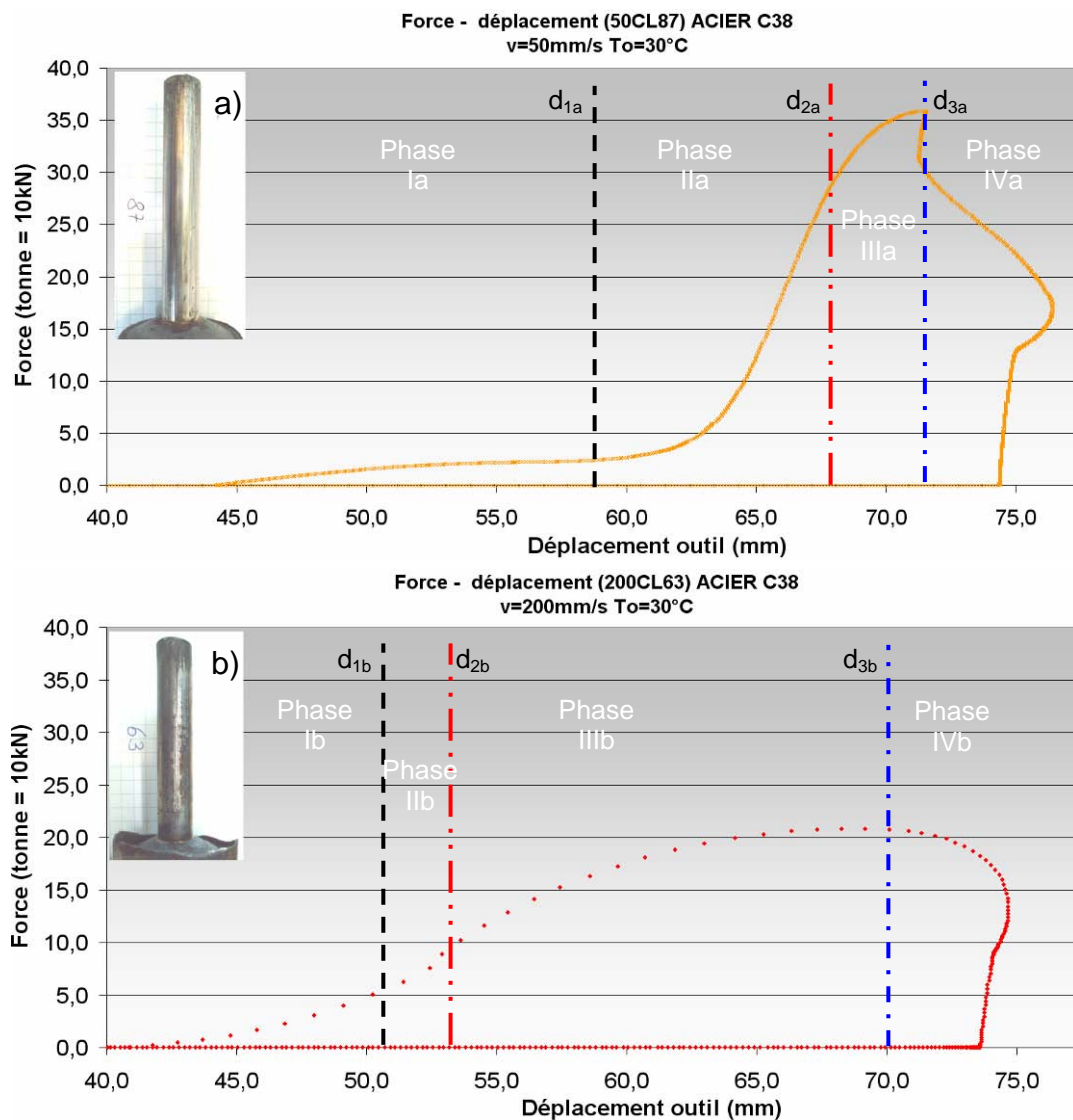 Force - déplacement (50CL87) ACIER C38
v=50mm/s To=30°C
40,0
35,0
30,0
25,0
20,0
15,0
10,0
5,0
0,0
Force (tonne = 10kN)
a)
87
d1a
d2a
d3a
Phase
Ia
Phase
IIa
Phase
IIIa
Phase
IVa
40,0 45,0 50,0 55,0 60,0 65,0 70,0 75,0
Déplacement outil (mm)
Force - déplacement (200CL63) ACIER C38
v=200mm/s To=30°C
40,0
35,0
30,0
25,0
20,0
15,0
10,0
5,0
0,0
Force (tonne = 10kN)
b)
63
d1b
d2b
d3b
Phase
Ib
Phase
IIb
Phase
IIIb
Phase
IVb
40,0 45,0 50,0 55,0 60,0 65,0 70,0 75,0
Déplacement outil (mm)